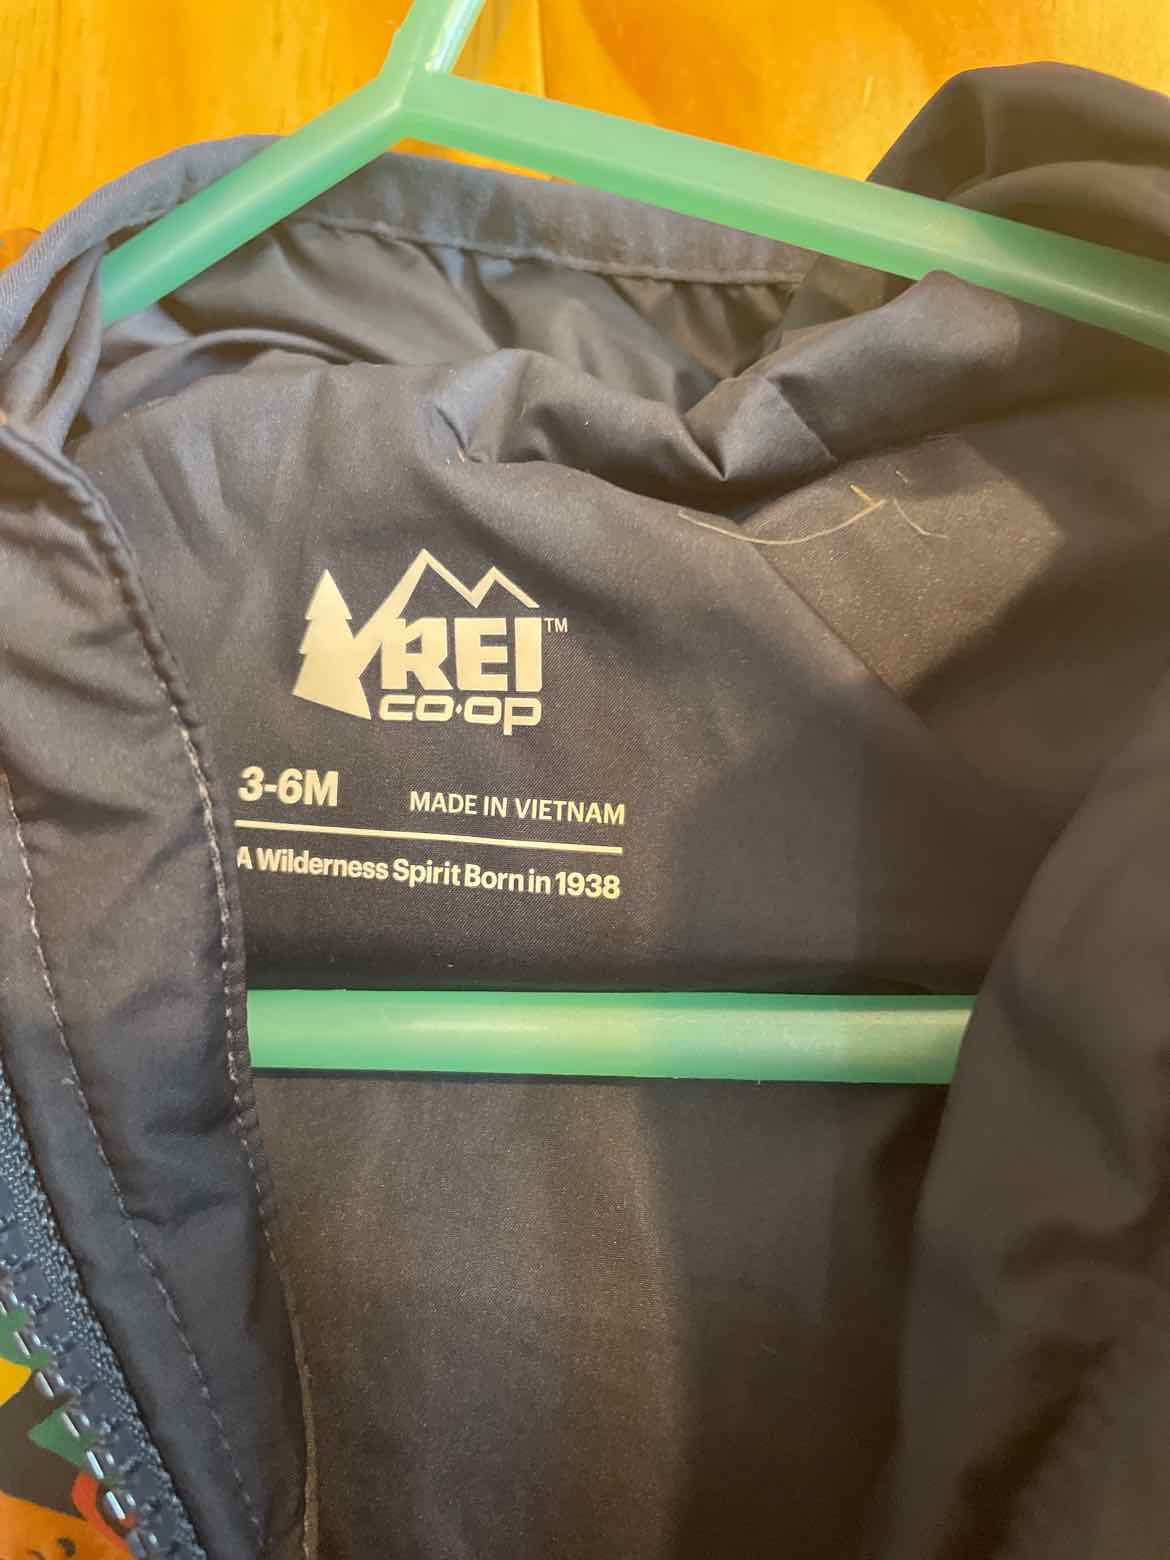 REI™
co·op
3-6M MADE IN VIETNAM
A Wilderness Spirit Born in 1938